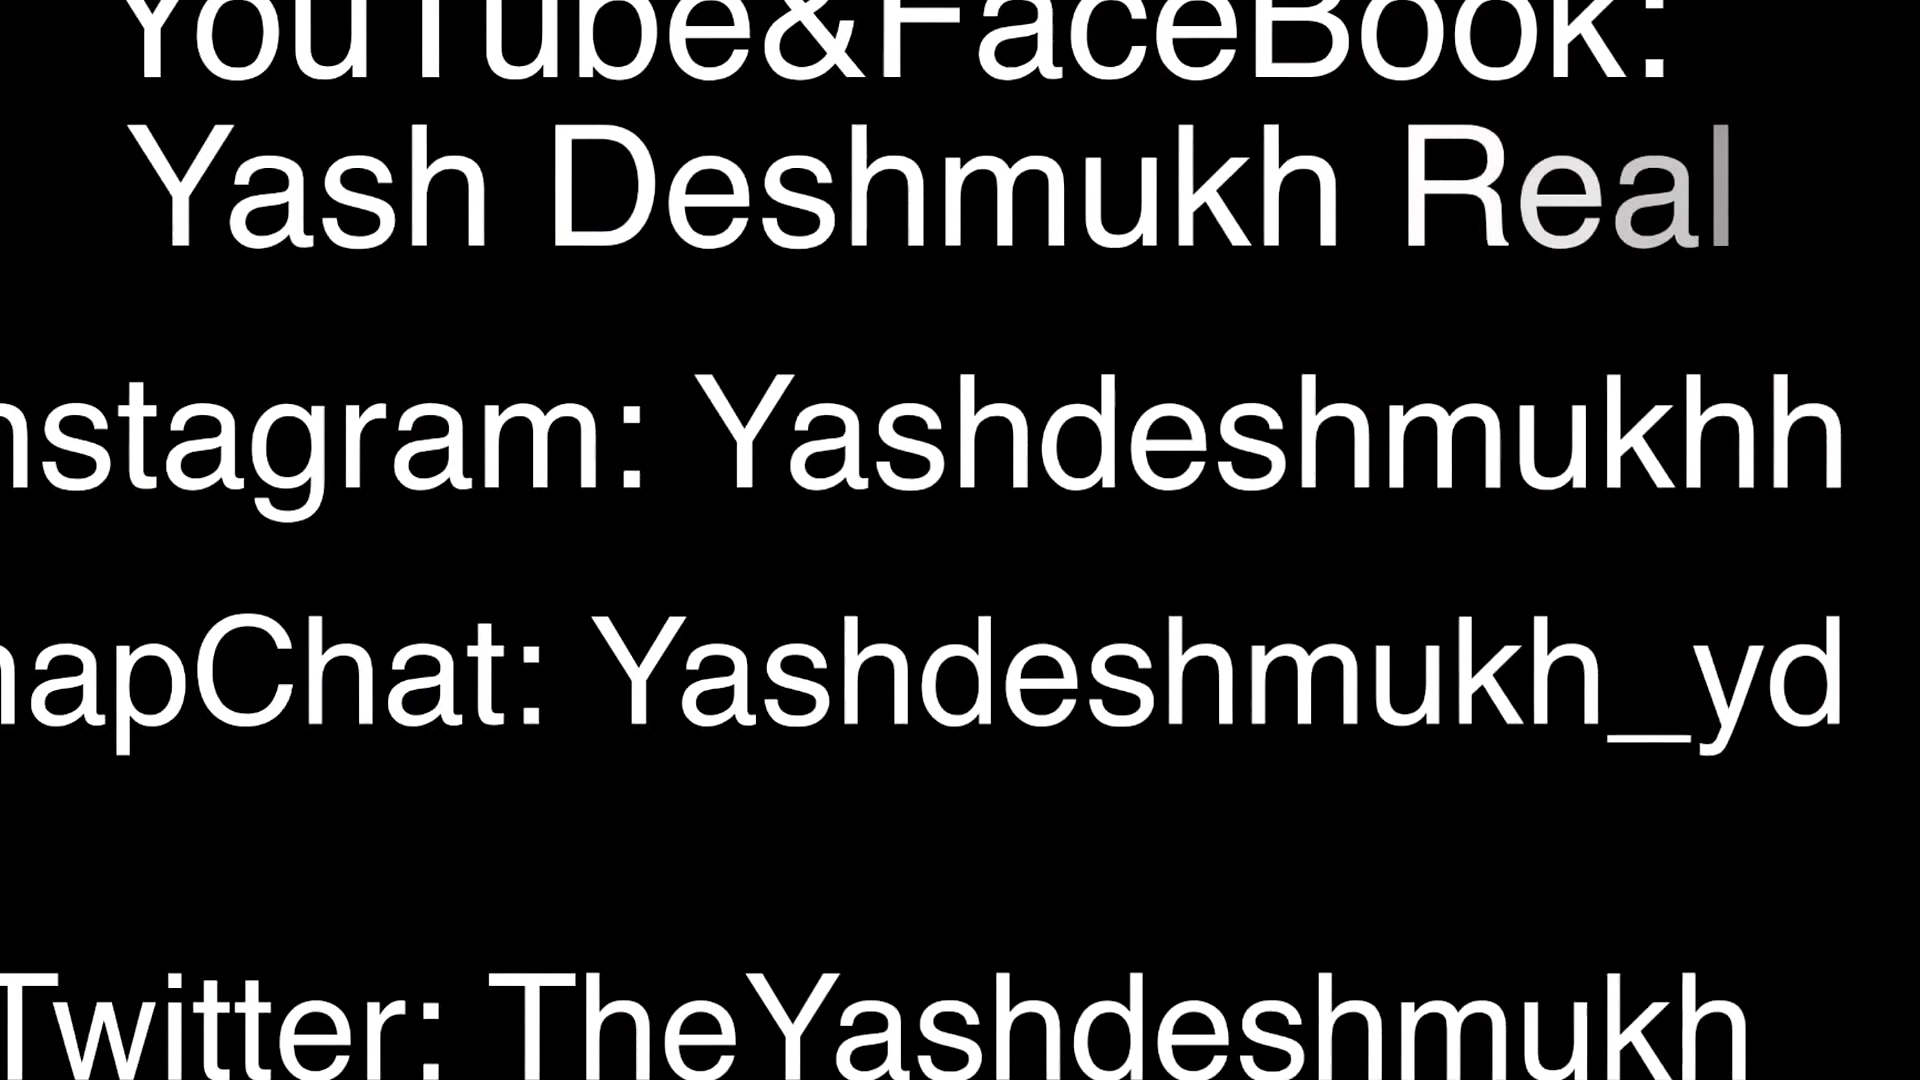 YouTube&FaceBook:
Yash Deshmukh Real
nstagram: Yashdeshmukhh
napChat: Yashdeshmukh_yd
Twitter: TheYashdeshmukh